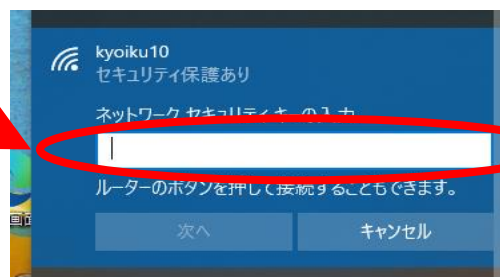 kyoiku10
セキュリティ保護あり
ネットワーク セキュリティ キーの入力
ルーターのボタンを押して接続することもできます。
次へ
キャンセル